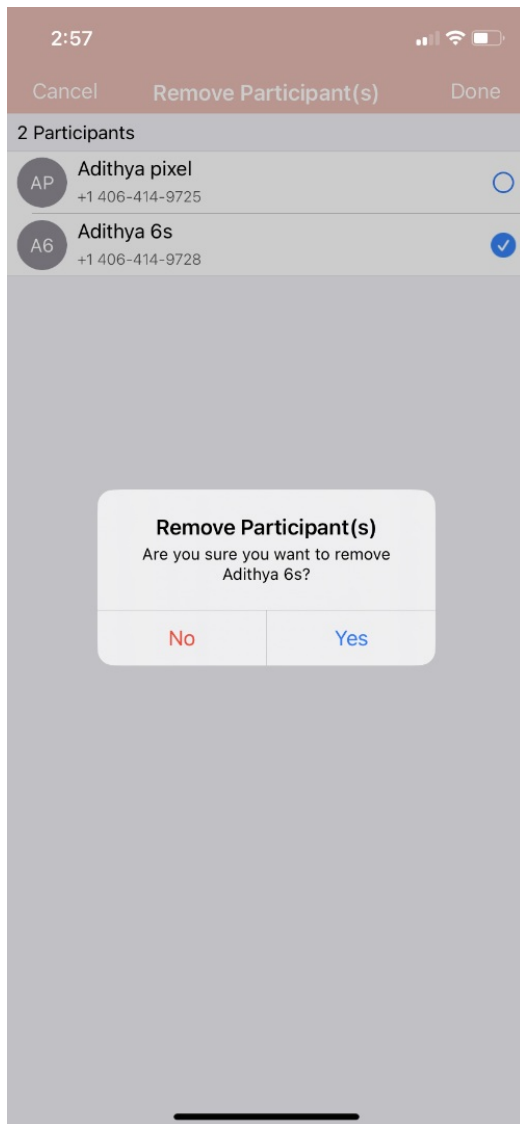 2:57
Cancel Remove Participant(s) Done
2 Participants
AP Adithya pixel
+1 406-414-9725
A6 Adithya 6s
+1 406-414-9728
Remove Participant(s)
Are you sure you want to remove
Adithya 6s?
No Yes